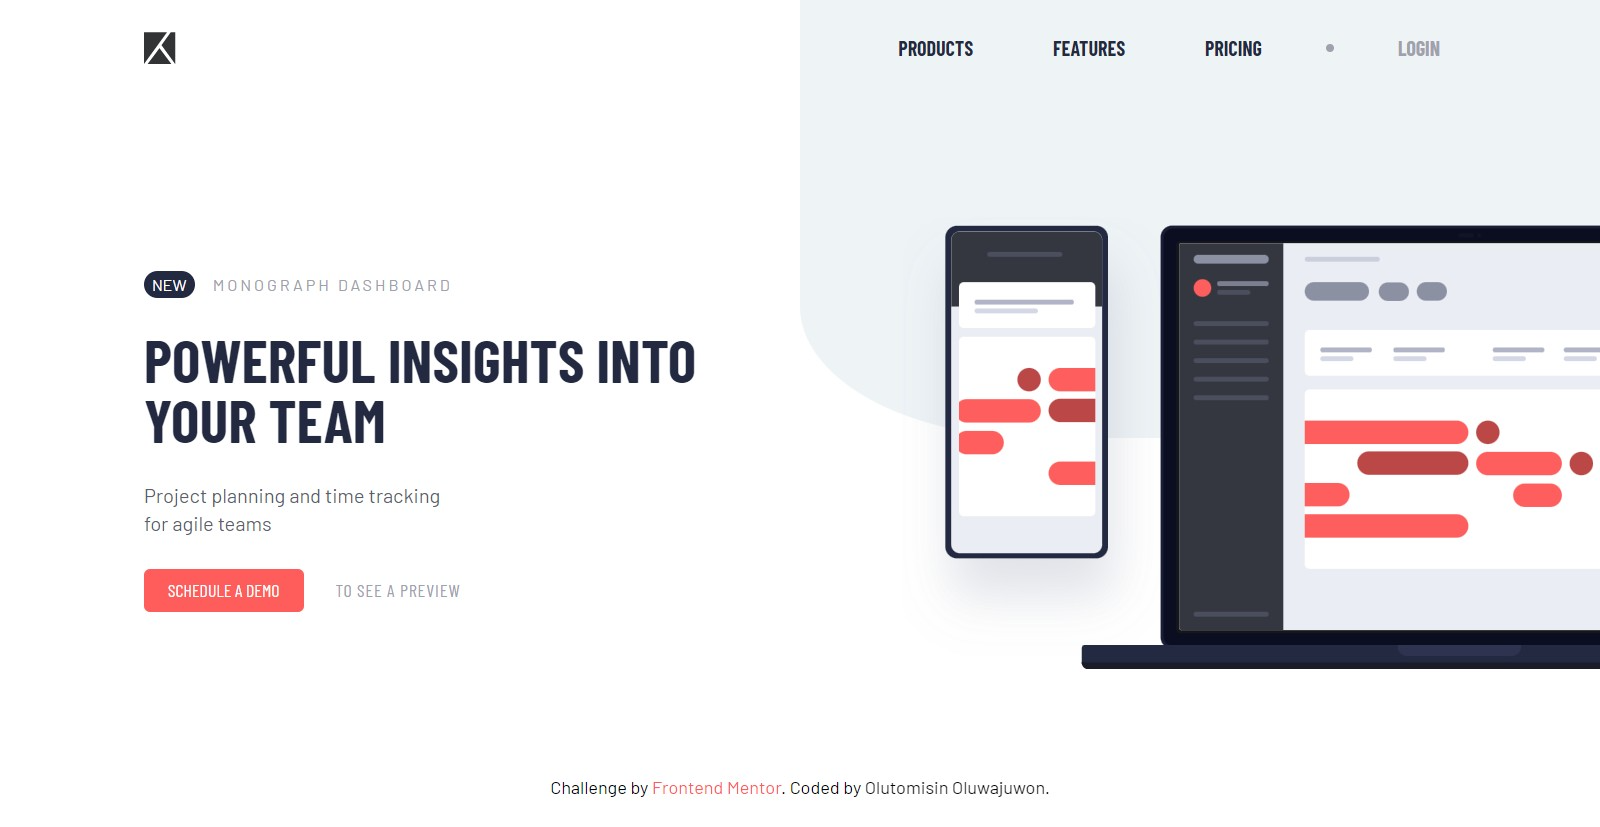 PRODUCTS FEATURES PRICING LOGIN
NEW MONOGRAPH DASHBOARD
POWERFUL INSIGHTS INTO
YOUR TEAM
Project planning and time tracking
for agile teams
SCHEDULE A DEMO TO SEE A PREVIEW
Challenge by Frontend Mentor. Coded by Olutomisin Oluwajuwon.